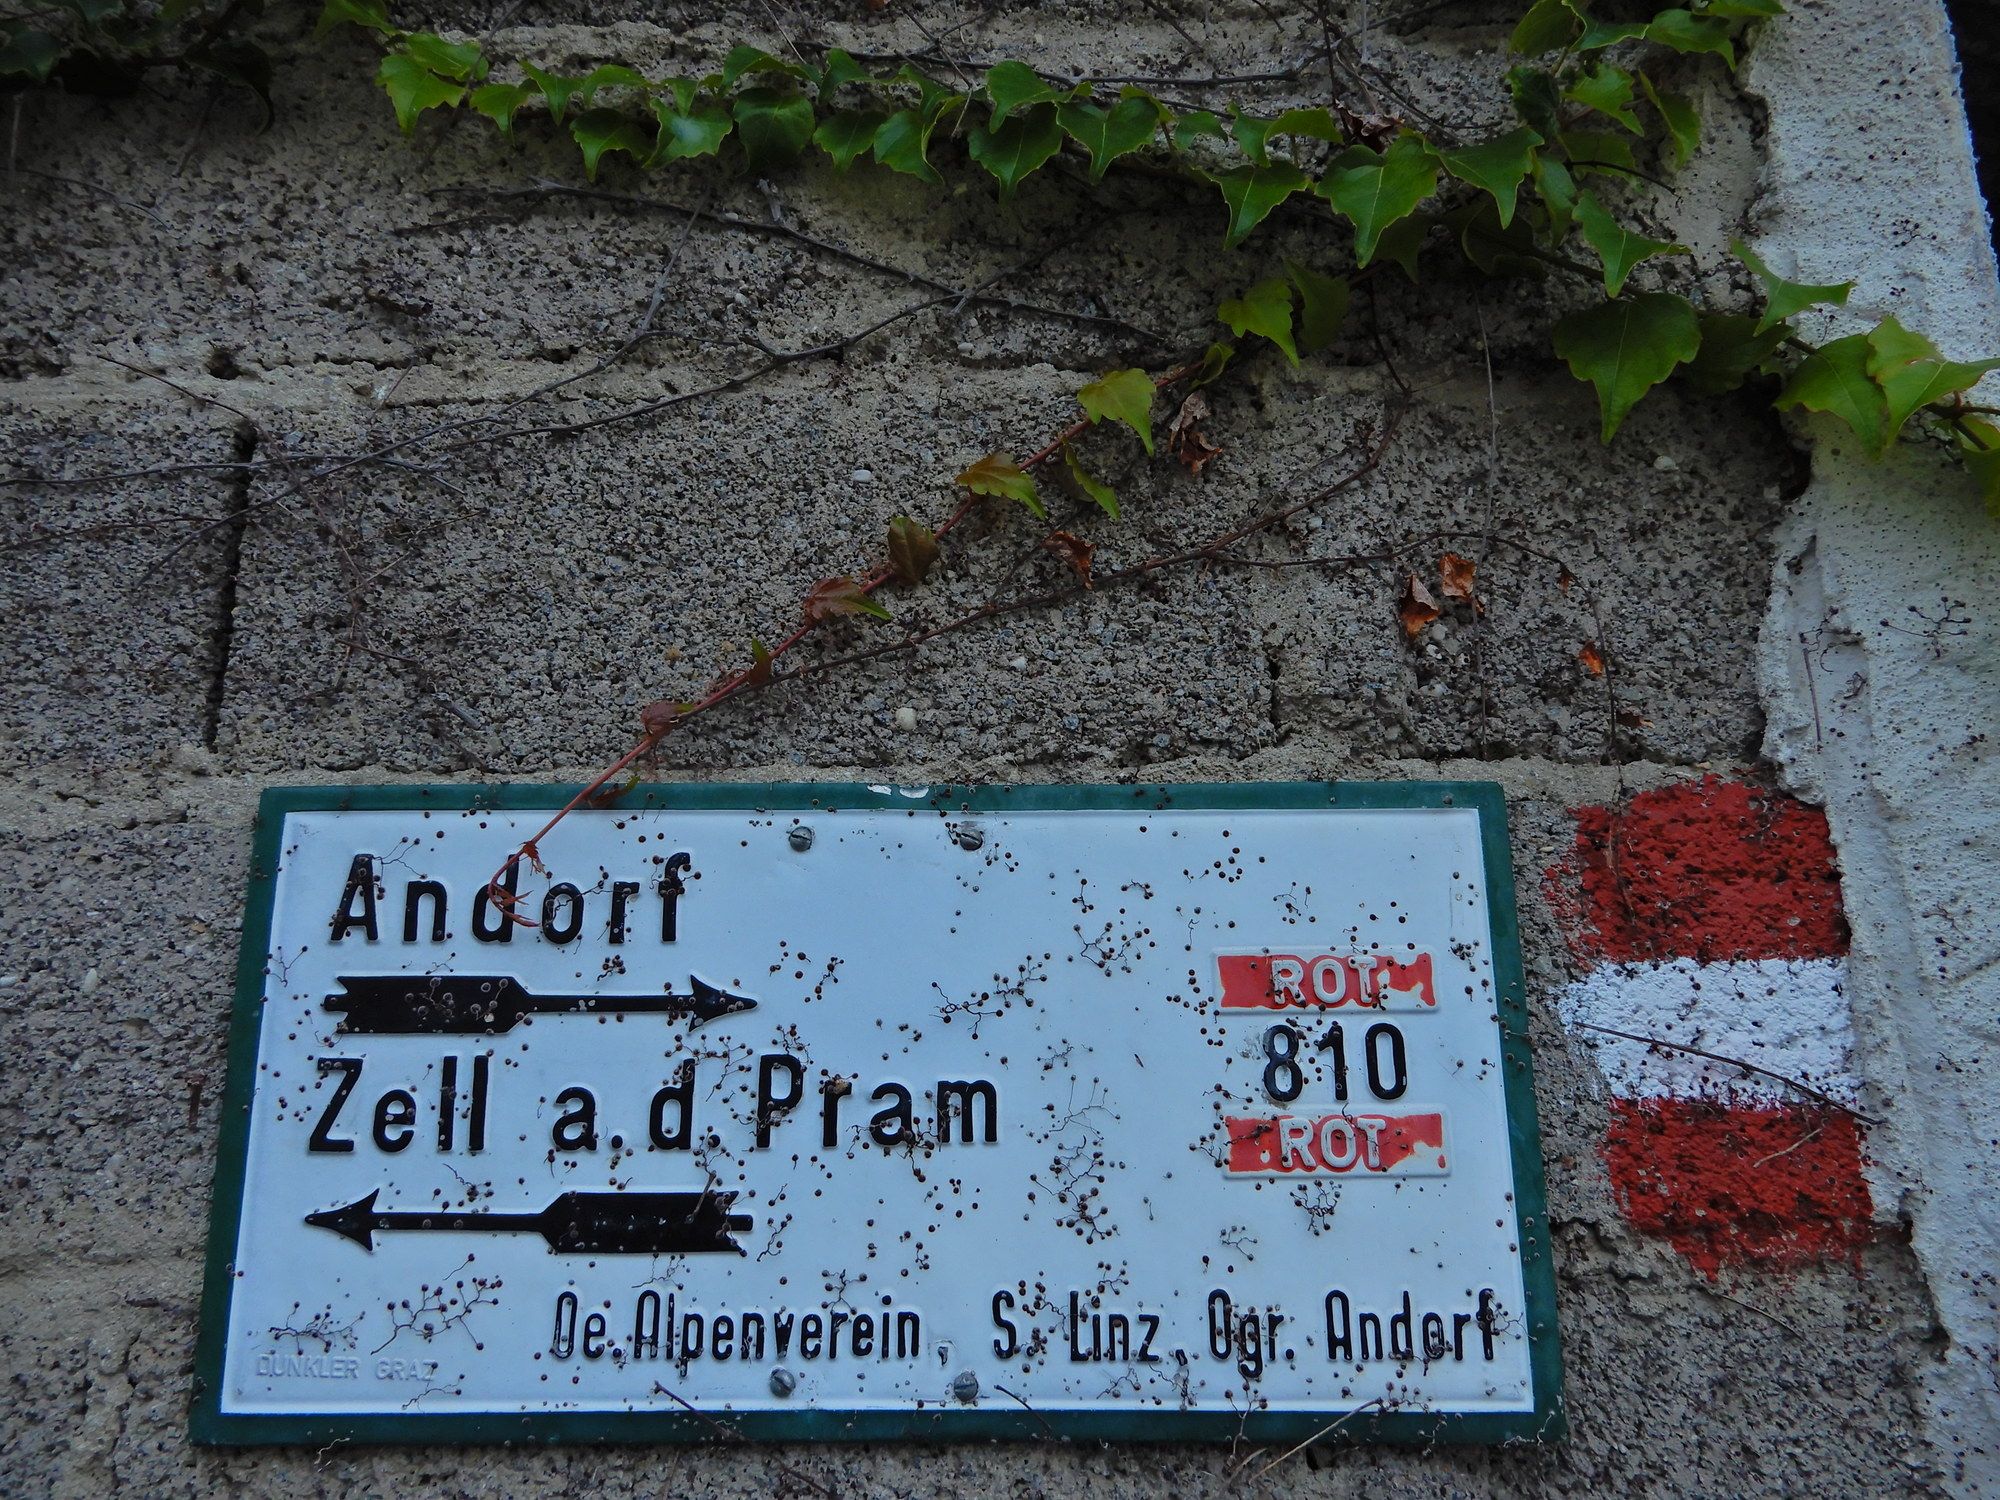 Andorf
ROT
810
Zell a.d.Pram
ROT
Oe.Alpenverein, S. Linz, Ogr. Andorf
DUNKLER GRAZ